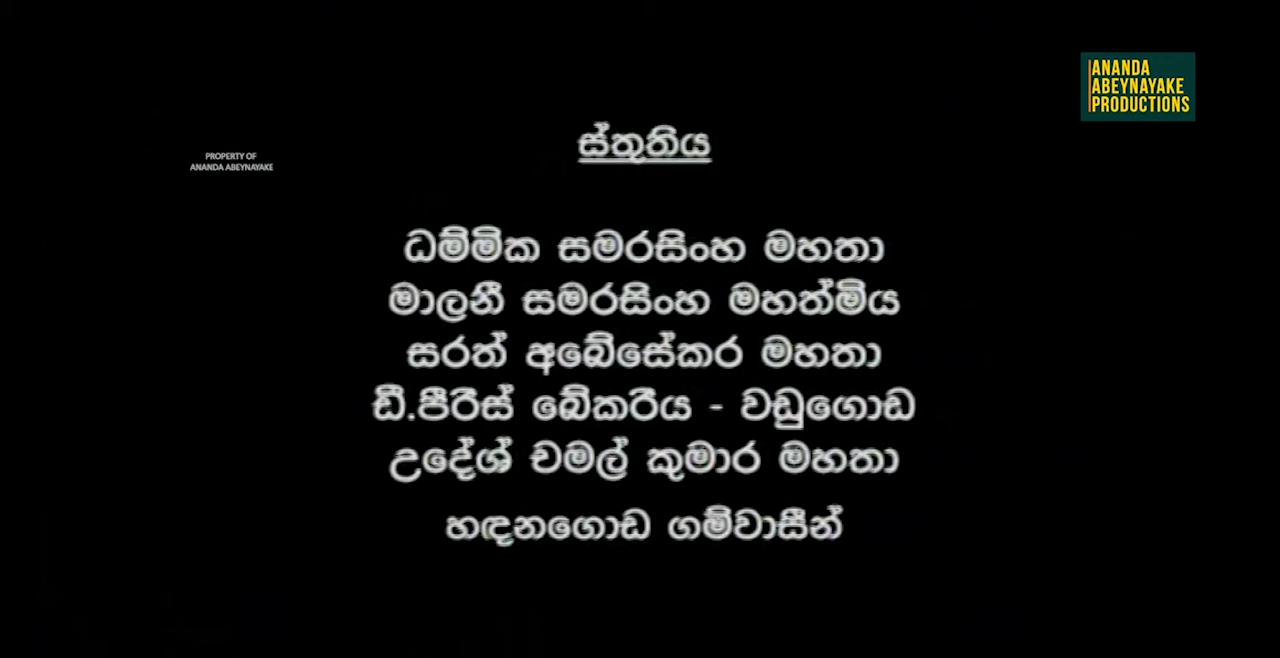 ANANDA
ABEYNAYAKE
PRODUCTIONS
PROPERTY OF
ANANDA ABEYNAYAKE
ස්තූතිය
ධම්මික සමරසිංහ මහතා
මාලනී සමරසිංහ මහත්මිය
සරත් අබේසේකර මහතා
ඩී.පීරිස් බේකරිය - වඩුගොඩ
උදේශ් චමල් කුමාර මහතා
හඳනගොඩ ගම්වාසීන්